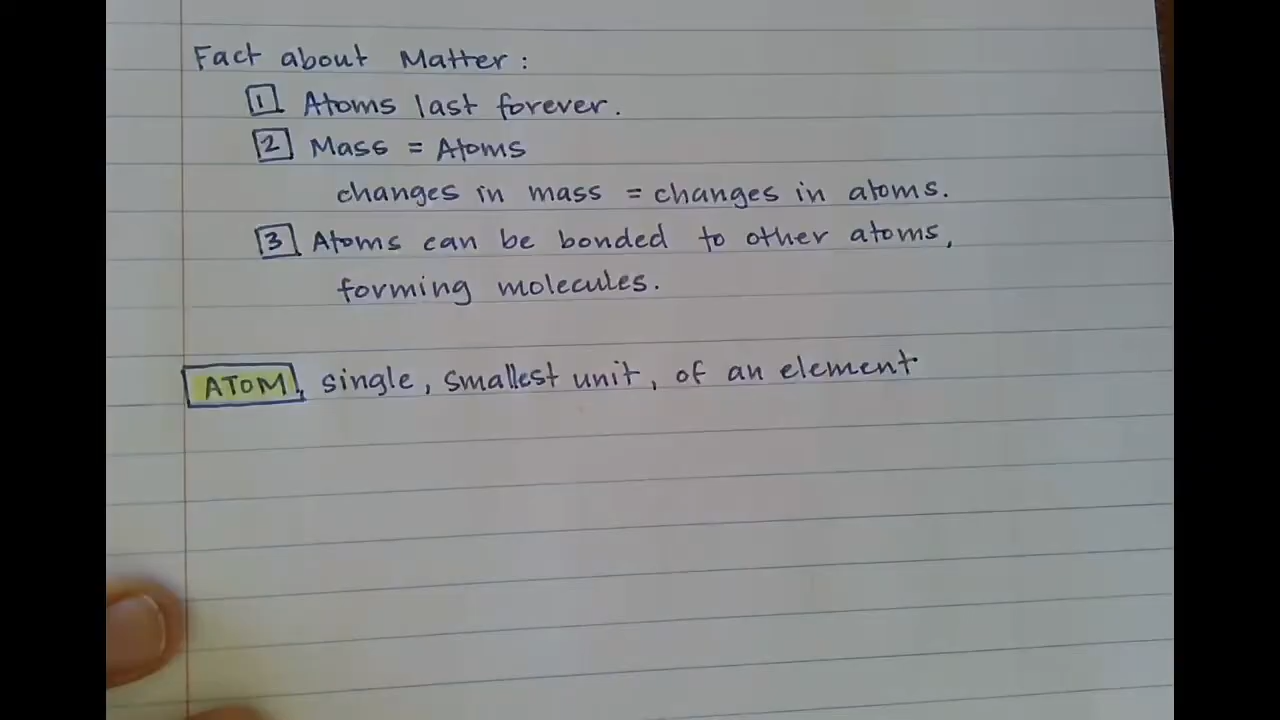 Fact about Matter:
1 Atoms last forever.
2 Mass = Atoms
changes in mass = changes in atoms.
3 Atoms can be bonded to other atoms,
forming molecules.
ATOM, single, smallest unit, of an element